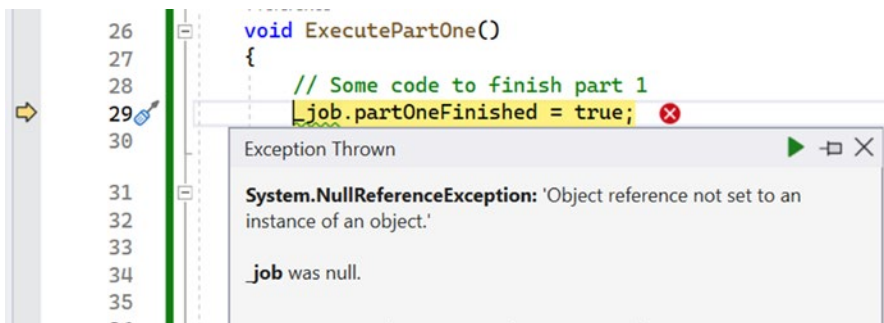 26 void ExecutePartOne()
27 {
28 // Some code to finish part 1
29 _job.partOneFinished = true;
30
Exception Thrown
31
System.NullReferenceException: 'Object reference not set to an
32
instance of an object.'
33
34
_job was null.
35